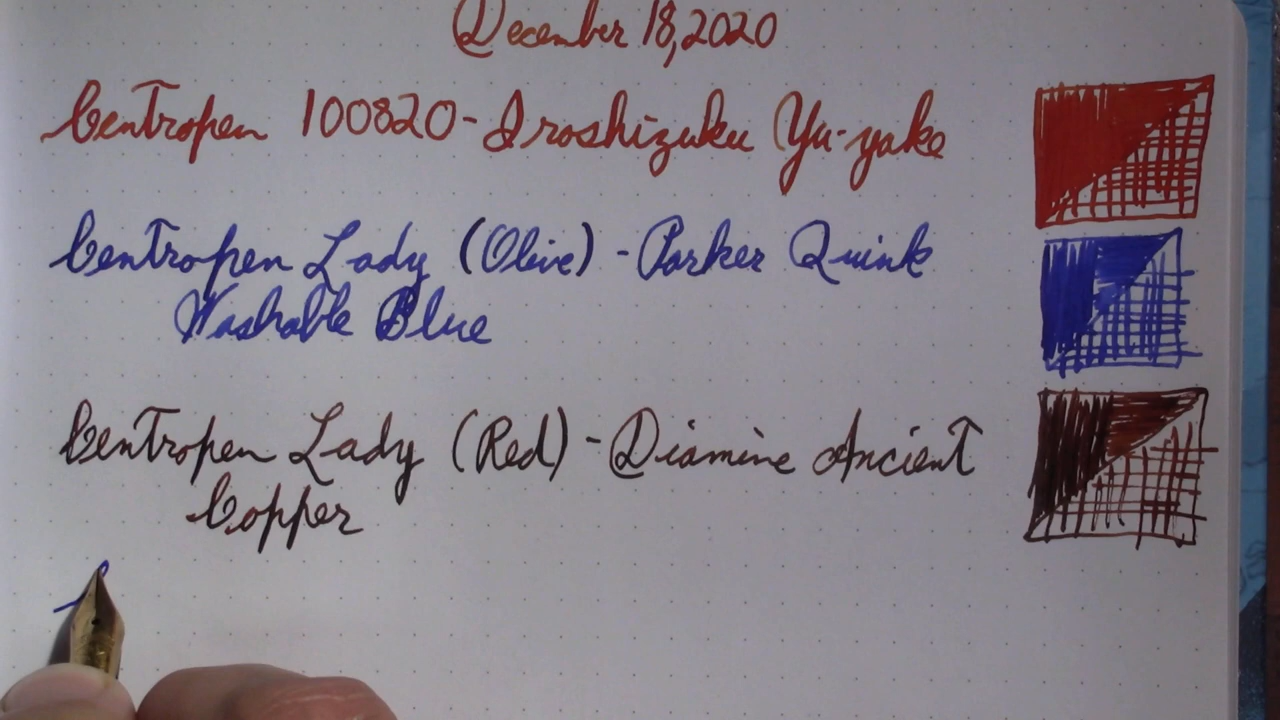 December 18, 2020
Centropen 100820 - Iroshizuku Yu-yake
Centropen Lady (Olive) - Parker Quink
Washable Blue
Centropen Lady (Red) - Diamine Ancient
Copper